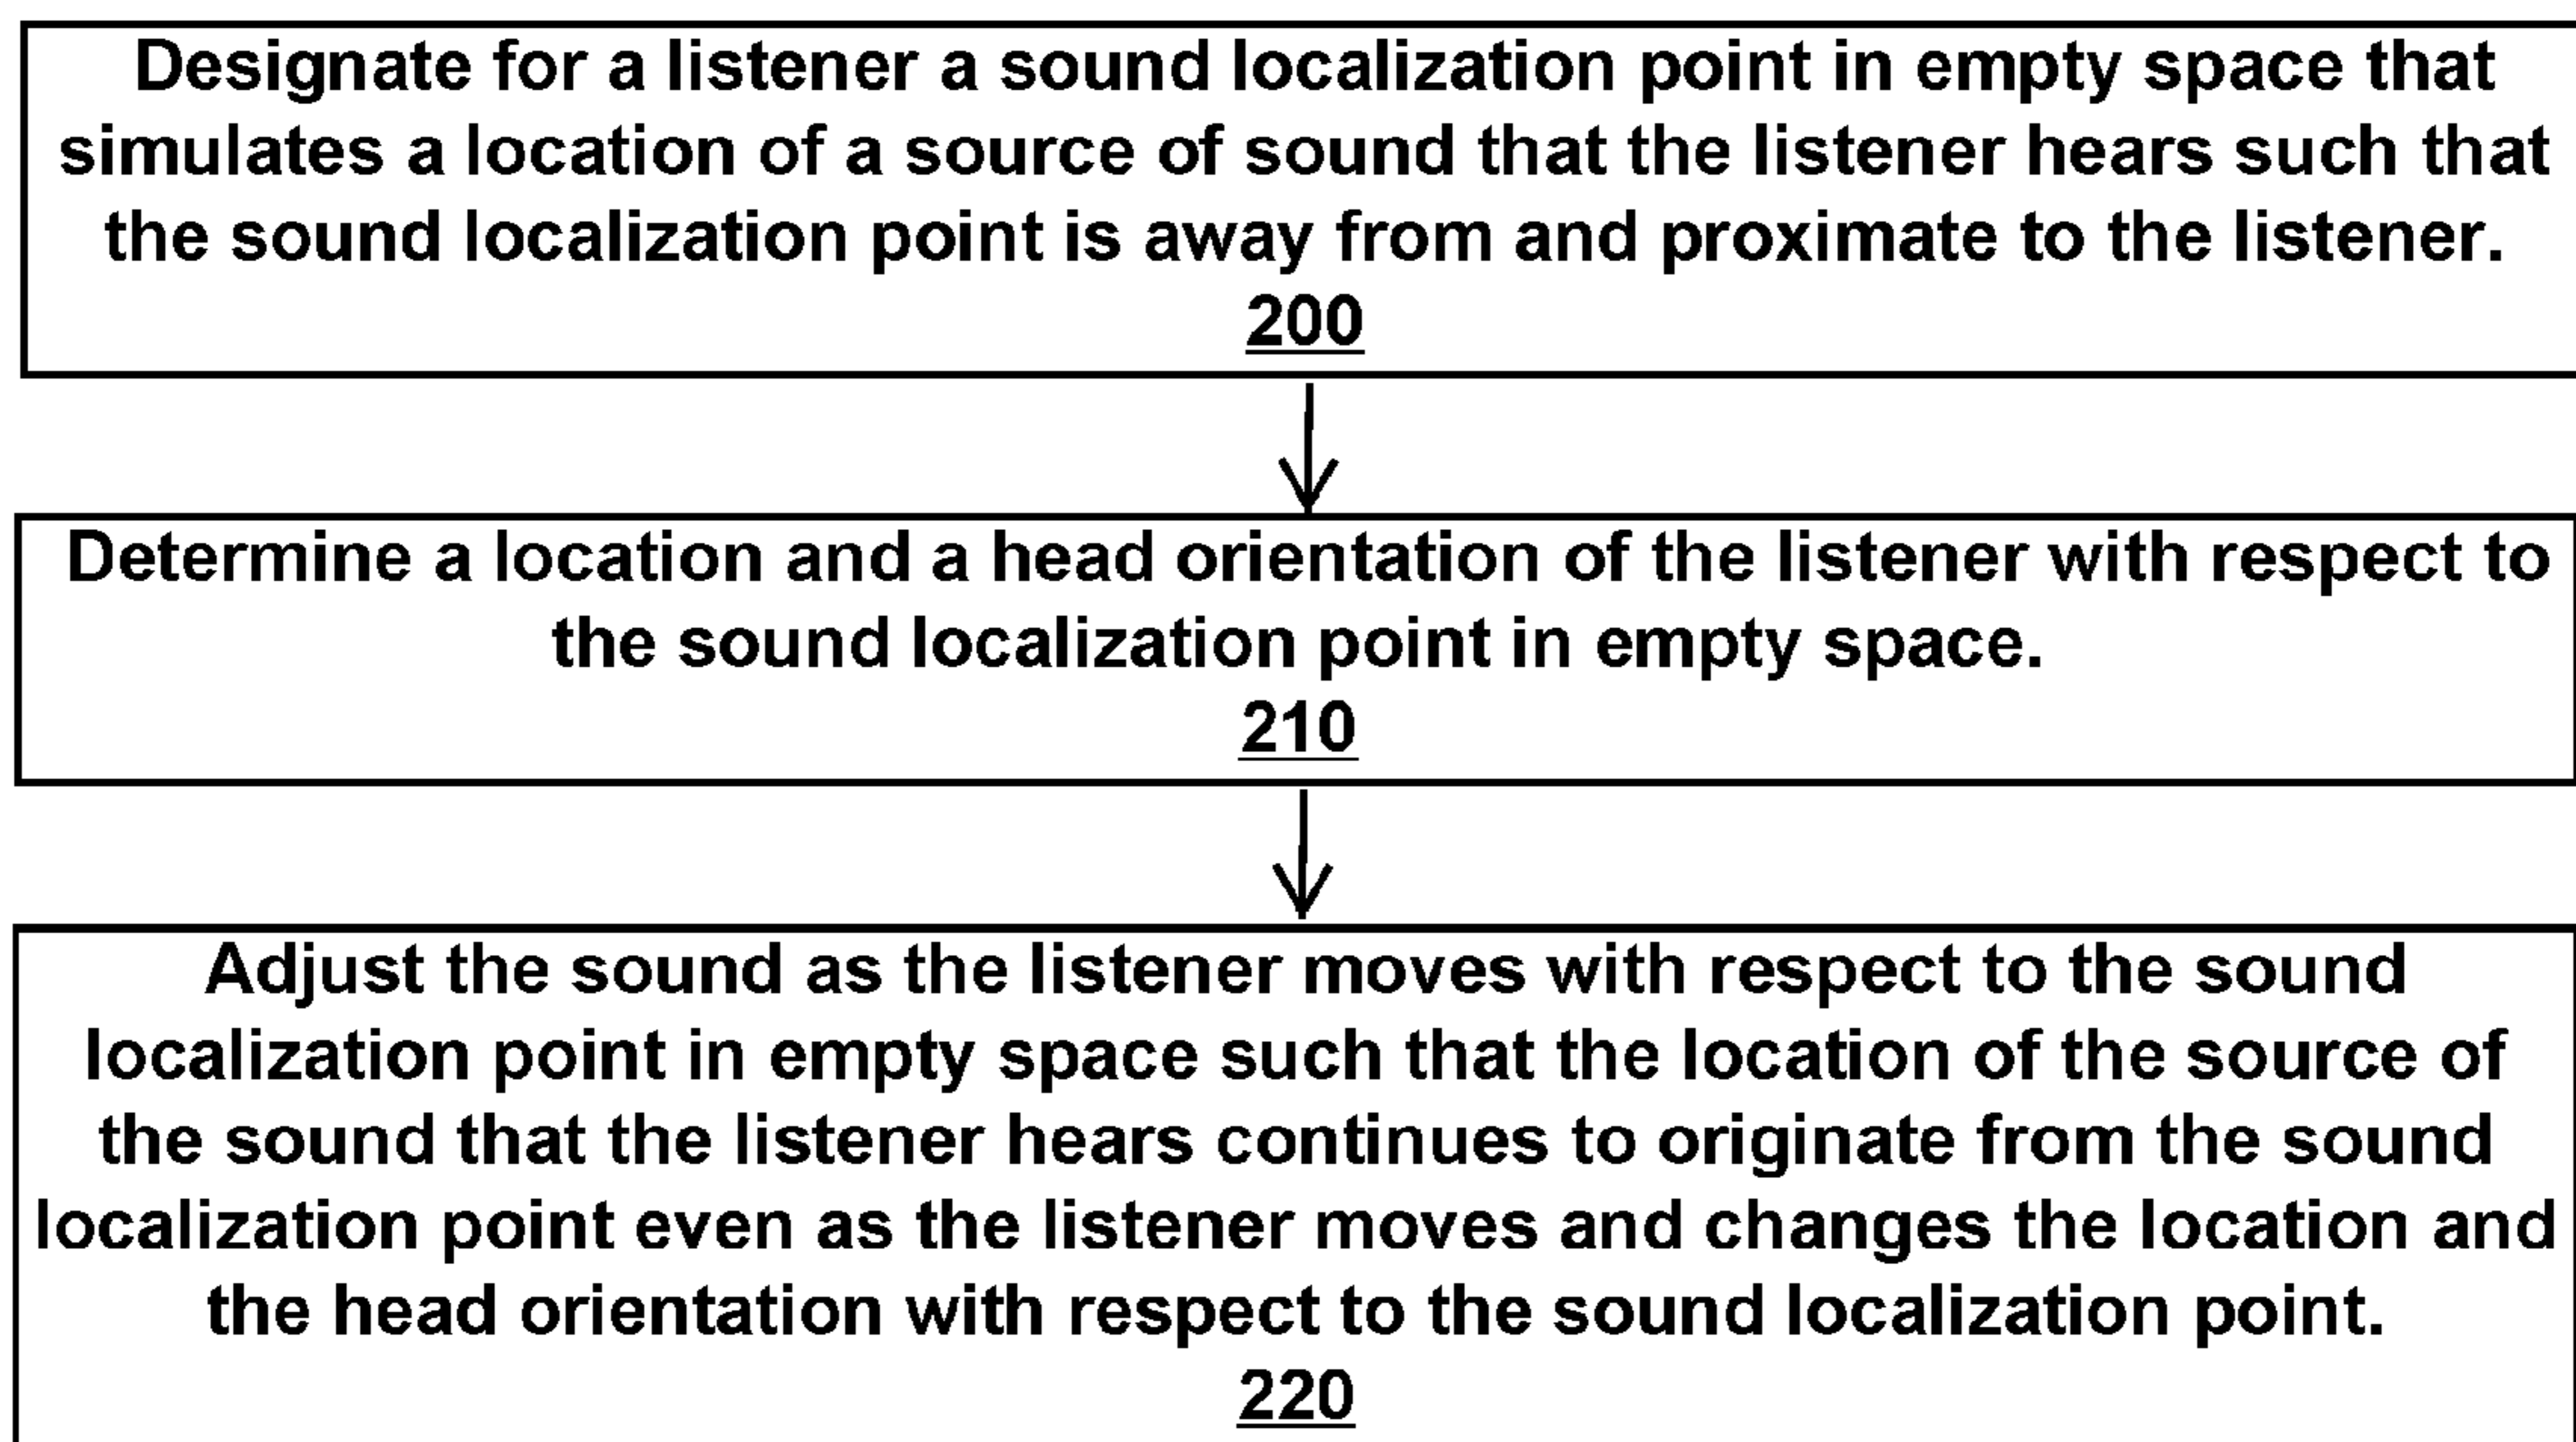 Designate for a listener a sound localization point in empty space that
simulates a location of a source of sound that the listener hears such that
the sound localization point is away from and proximate to the listener.
200
Determine a location and a head orientation of the listener with respect to
the sound localization point in empty space.
210
Adjust the sound as the listener moves with respect to the sound
localization point in empty space such that the location of the source of
the sound that the listener hears continues to originate from the sound
localization point even as the listener moves and changes the location and
the head orientation with respect to the sound localization point.
220